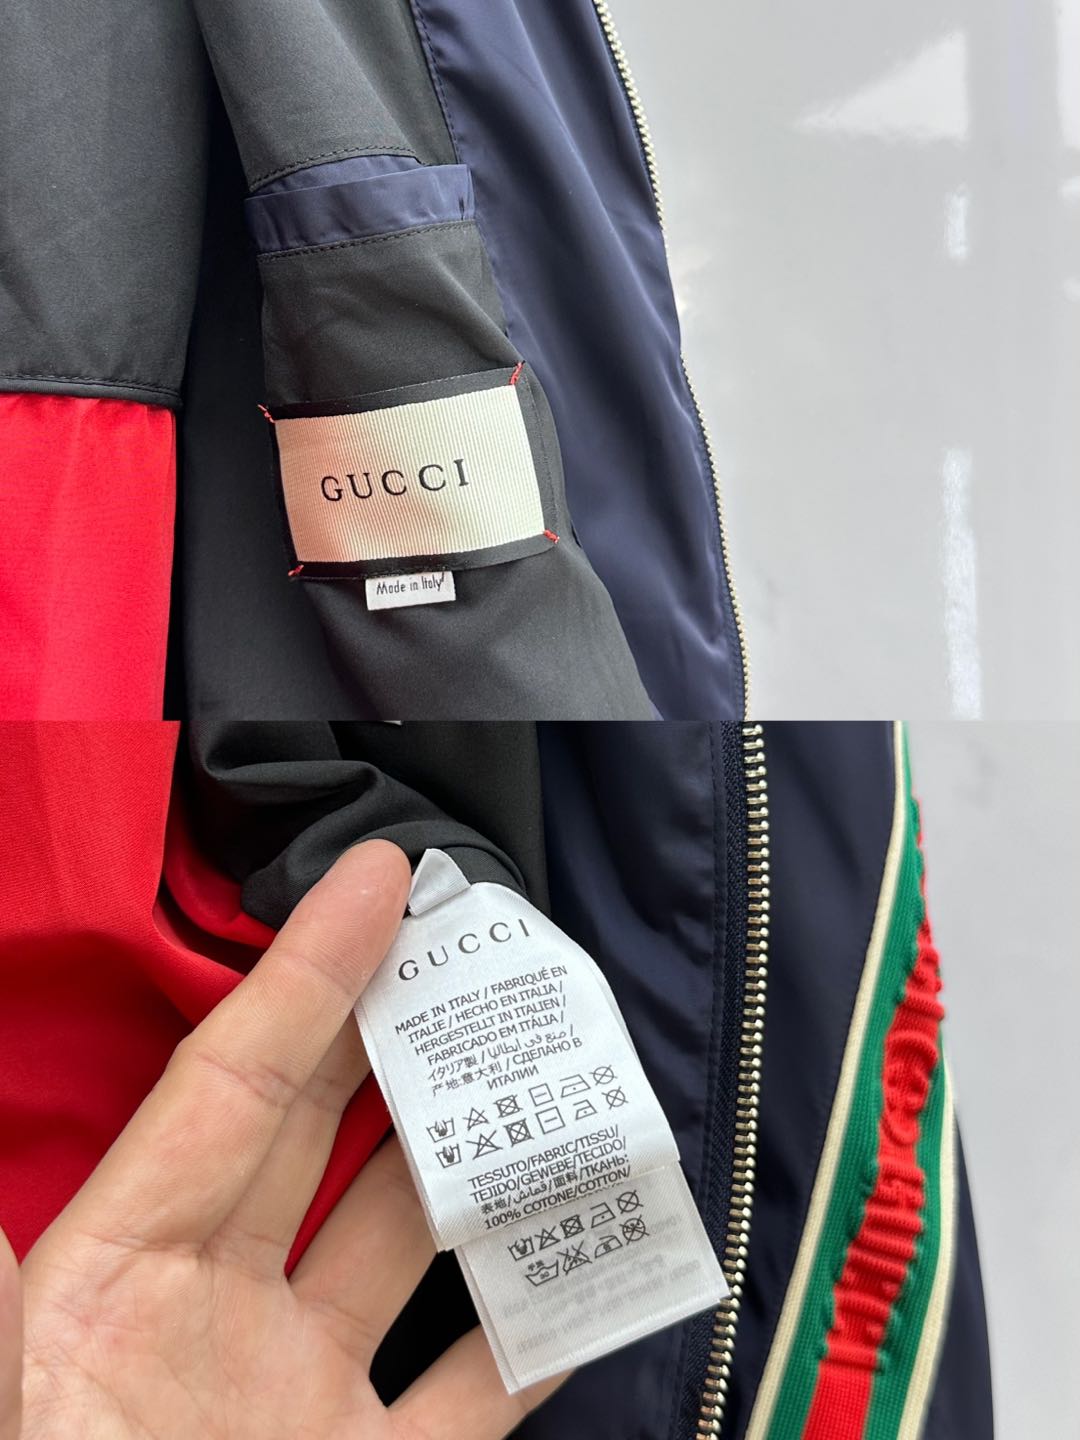 GUCCI
Made in Italy
GUCCI
MADE IN ITALY / FABRIQUÉ EN
ITALIE / HECHO EN ITALIA /
HERGESTELLT IN ITALIEN /
FABRICADO EM ITÁLIA /
イタリア製 / صنع في ايطاليا /
产地:意大利 / СДЕЛАНО В
ИТАЛИИ
TESSUTO/FABRIC/TISSU/
TEJIDO/GEWEBE/TECIDO/
表地/قماش/面料/ТКАНЬ:
100% COTONE/COTTON/